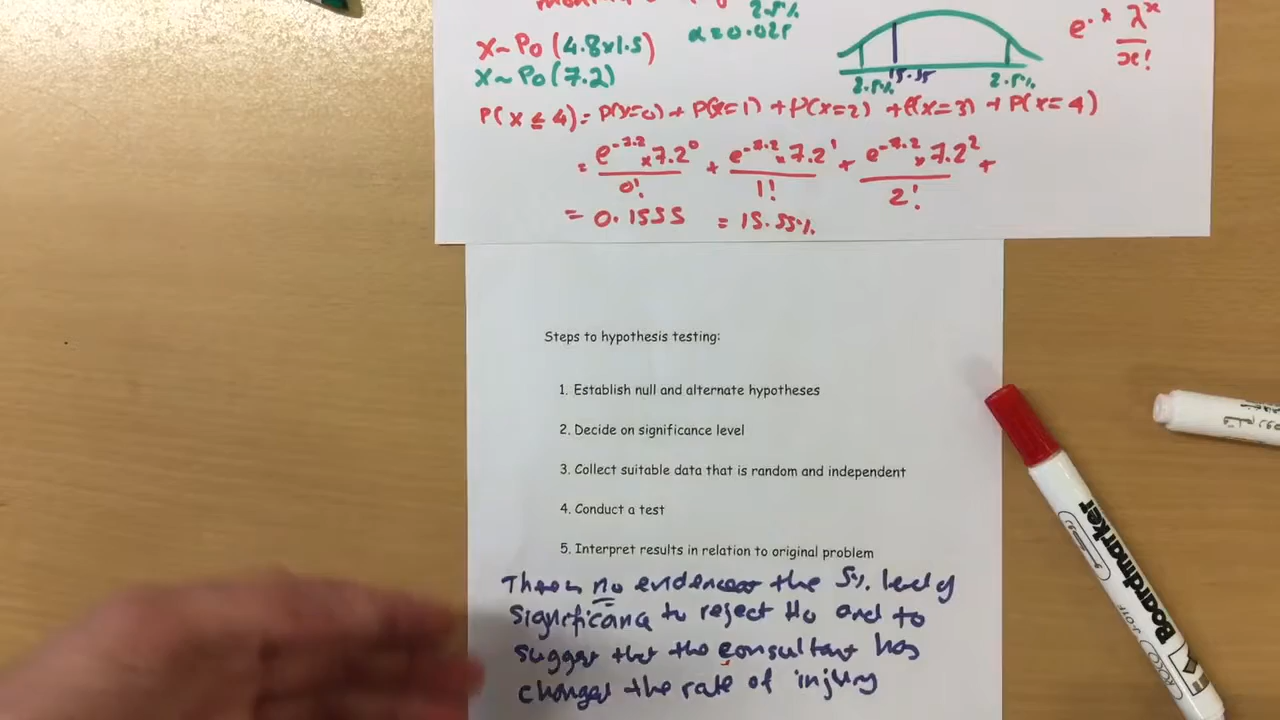 2.5%
X~Po(4.8x1.5) α=0.025
X~Po(7.2)
2.5% 15.55 2.5%
e^-λ λ^x
x!
P(X≤4)= P(X=0) + P(X=1) + P(X=2) + P(X=3) + P(X=4)
= e^-7.2 x 7.2^0 + e^-7.2 x 7.2^1 + e^-7.2 x 7.2^2 +
0! 1! 2!
= 0.1555 = 15.55%
Steps to hypothesis testing:
1. Establish null and alternate hypotheses
2. Decide on significance level
3. Collect suitable data that is random and independent
4. Conduct a test
5. Interpret results in relation to original problem
no evidence the 5% level of
significance to reject H0 and to
suggest that the consultant has
changed the rate of injury
Boardmarker